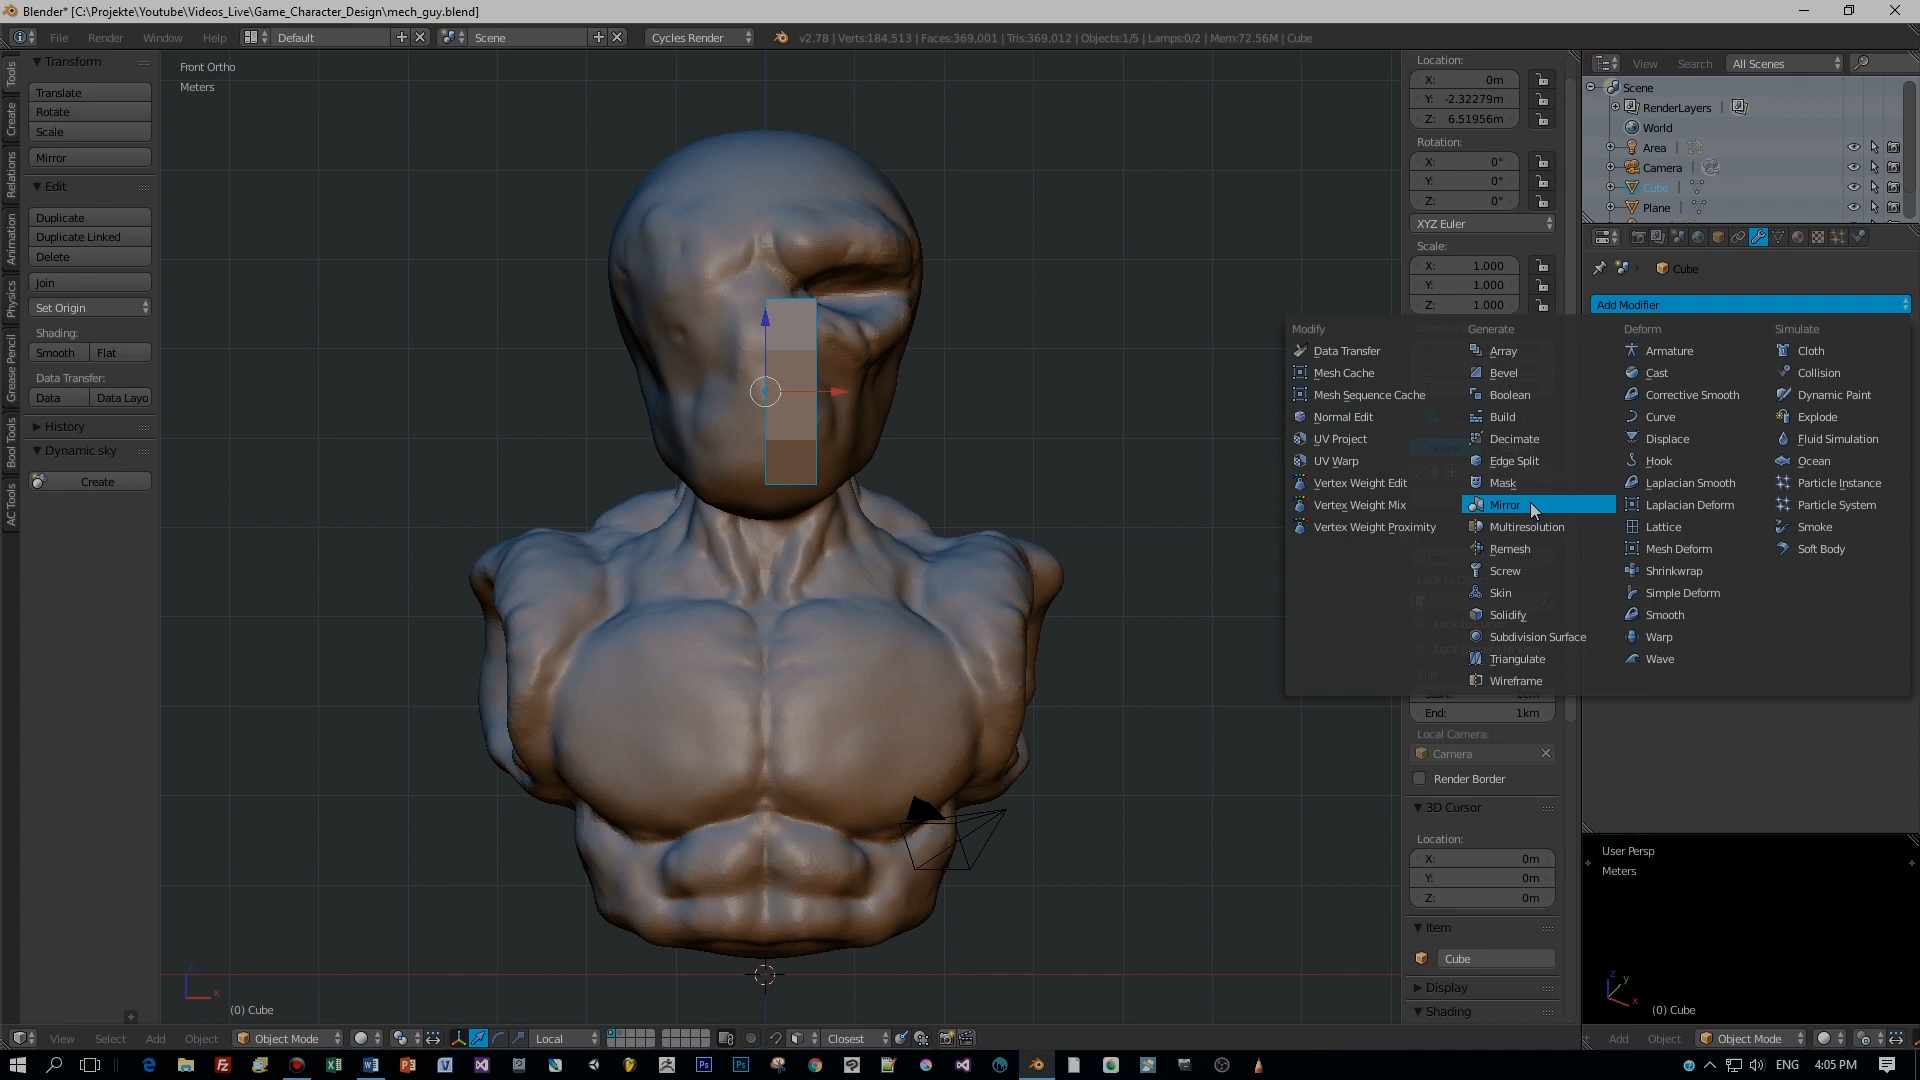 Blender* [C:\Projekte\Youtube\Videos_Live\Game_Character_Design\mech_guy.blend]
File Render Window Help Default Scene Cycles Render v2.78 | Verts:184,513 | Faces:369,001 | Tris:369,012 | Objects:1/5 | Lamps:0/2 | Mem:72.56M | Cube
Tools
Create
Relations
Animation
Physics
Grease Pencil
Bool Tools
AC Tools
Transform
Translate
Rotate
Scale
Mirror
Edit
Duplicate
Duplicate Linked
Delete
Join
Set Origin
Shading:
Smooth Flat
Data Transfer:
Data Data Layo
History
Dynamic sky
Create
Front Ortho
Meters
(0) Cube
Location:
X: 0m
Y: -2.32279m
Z: 6.51956m
Rotation:
X: 0°
Y: 0°
Z: 0°
XYZ Euler
Scale:
X: 1.000
Y: 1.000
Z: 1.000
View Search All Scenes
Scene
RenderLayers
World
Area
Camera
Cube
Plane
Cube
Add Modifier
Modify
Data Transfer
Mesh Cache
Mesh Sequence Cache
Normal Edit
UV Project
UV Warp
Vertex Weight Edit
Vertex Weight Mix
Vertex Weight Proximity
Generate
Array
Bevel
Boolean
Build
Decimate
Edge Split
Mask
Mirror
Multiresolution
Remesh
Screw
Skin
Solidify
Subdivision Surface
Triangulate
Wireframe
Deform
Armature
Cast
Corrective Smooth
Curve
Displace
Hook
Laplacian Smooth
Laplacian Deform
Lattice
Mesh Deform
Shrinkwrap
Simple Deform
Smooth
Warp
Wave
Simulate
Cloth
Collision
Dynamic Paint
Explode
Fluid Simulation
Ocean
Particle Instance
Particle System
Smoke
Soft Body
End: 1km
Local Camera:
Camera
Render Border
3D Cursor
Location:
X: 0m
Y: 0m
Z: 0m
Item
Cube
Display
Shading
User Persp
Meters
(0) Cube
View Select Add Object Object Mode Local Closest
Add Object Object Mode
ENG 4:05 PM